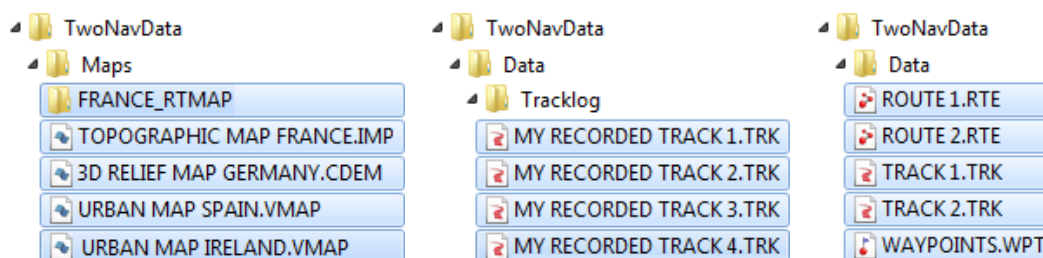 TwoNavData
Maps
FRANCE_RTMAP
TOPOGRAPHIC MAP FRANCE.IMP
3D RELIEF MAP GERMANY.CDEM
URBAN MAP SPAIN.VMAP
URBAN MAP IRELAND.VMAP
TwoNavData
Data
Tracklog
MY RECORDED TRACK 1.TRK
MY RECORDED TRACK 2.TRK
MY RECORDED TRACK 3.TRK
MY RECORDED TRACK 4.TRK
TwoNavData
Data
ROUTE 1.RTE
ROUTE 2.RTE
TRACK 1.TRK
TRACK 2.TRK
WAYPOINTS.WPT